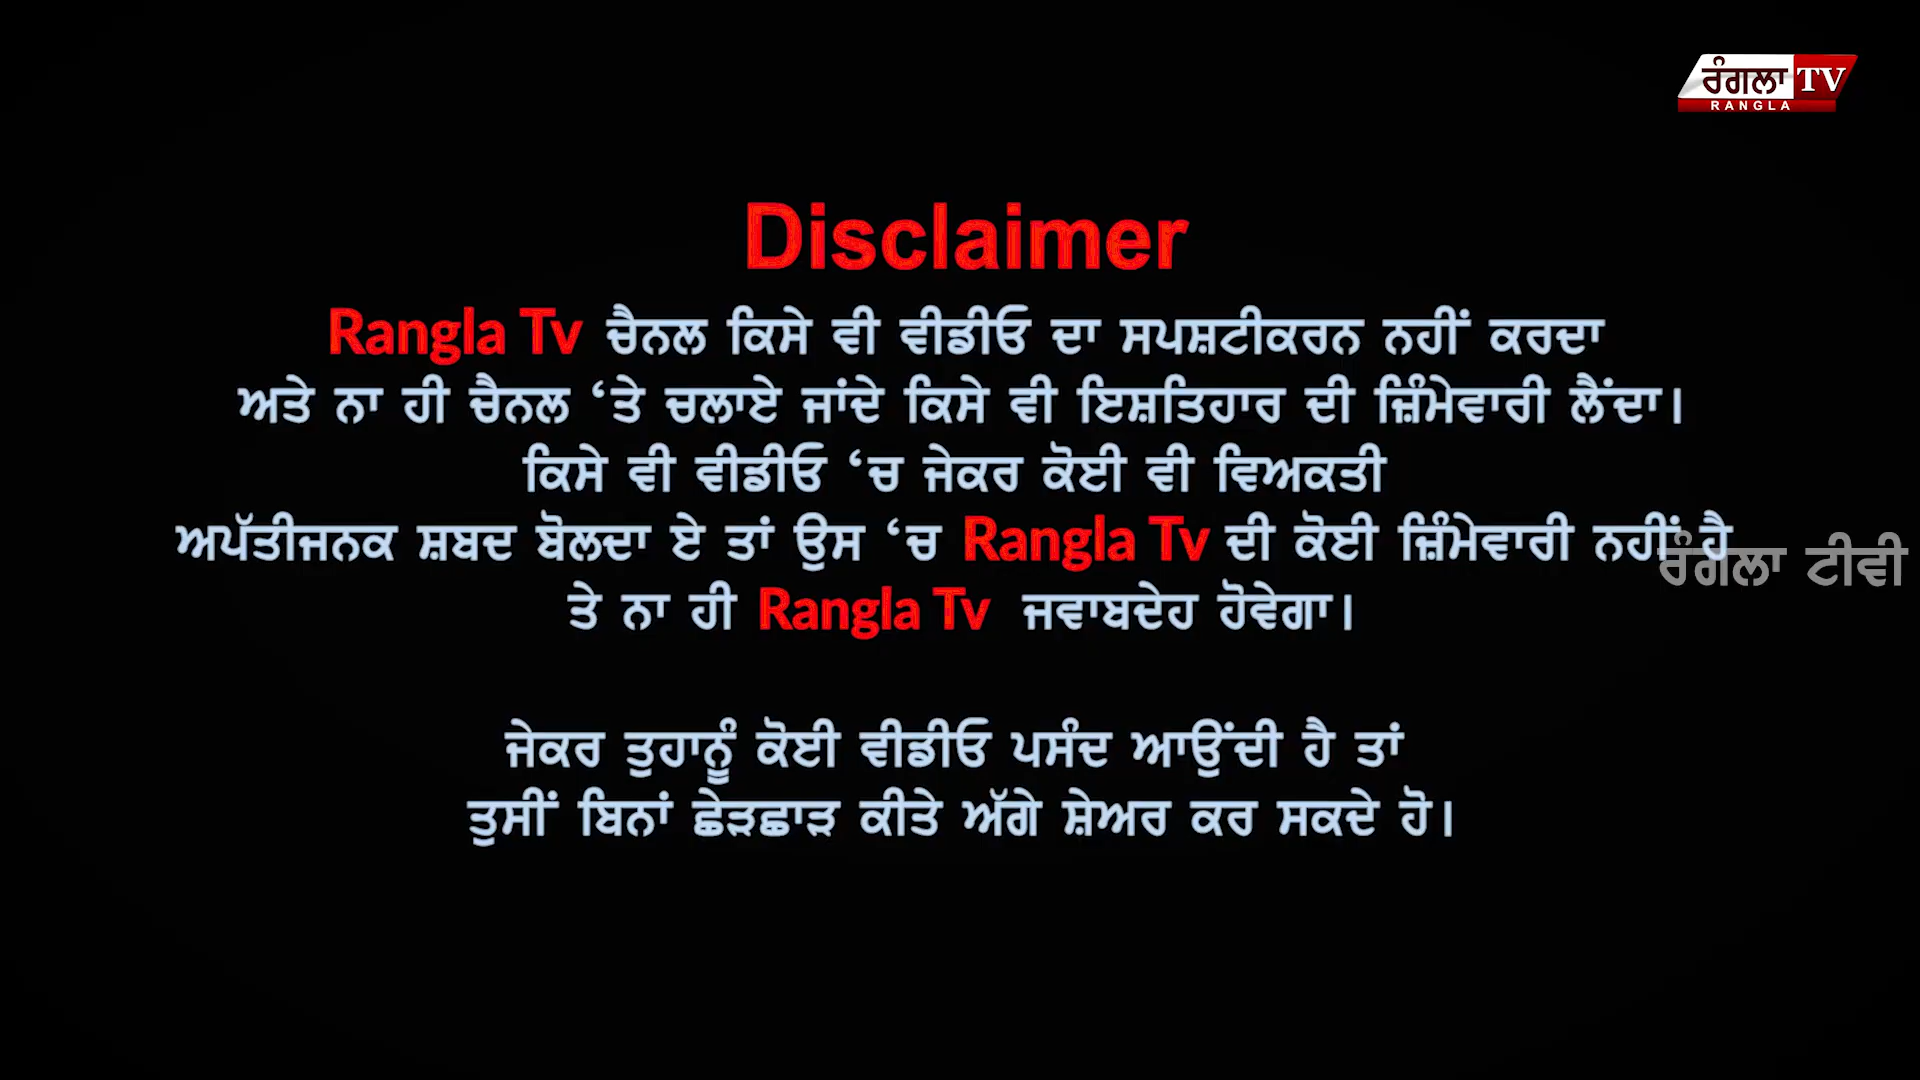 ਰੰਗਲਾ TV
RANGLA
Disclaimer
Rangla Tv ਚੈਨਲ ਕਿਸੇ ਵੀ ਵੀਡੀਓ ਦਾ ਸਪਸ਼ਟੀਕਰਨ ਨਹੀਂ ਕਰਦਾ
ਅਤੇ ਨਾ ਹੀ ਚੈਨਲ ‘ਤੇ ਚਲਾਏ ਜਾਂਦੇ ਕਿਸੇ ਵੀ ਇਸ਼ਤਿਹਾਰ ਦੀ ਜ਼ਿੰਮੇਵਾਰੀ ਲੈਂਦਾ।
ਕਿਸੇ ਵੀ ਵੀਡੀਓ ‘ਚ ਜੇਕਰ ਕੋਈ ਵੀ ਵਿਅਕਤੀ
ਅਪੱਤੀਜਨਕ ਸ਼ਬਦ ਬੋਲਦਾ ਏ ਤਾਂ ਉਸ ‘ਚ Rangla Tv ਦੀ ਕੋਈ ਜ਼ਿੰਮੇਵਾਰੀ ਨਹੀਂ ਹੈ
ਰੰਗਲਾ ਟੀਵੀ
ਤੇ ਨਾ ਹੀ Rangla Tv ਜਵਾਬਦੇਹ ਹੋਵੇਗਾ।
ਜੇਕਰ ਤੁਹਾਨੂੰ ਕੋਈ ਵੀਡੀਓ ਪਸੰਦ ਆਉਂਦੀ ਹੈ ਤਾਂ
ਤੁਸੀਂ ਬਿਨਾਂ ਛੇੜਛਾੜ ਕੀਤੇ ਅੱਗੇ ਸ਼ੇਅਰ ਕਰ ਸਕਦੇ ਹੋ।